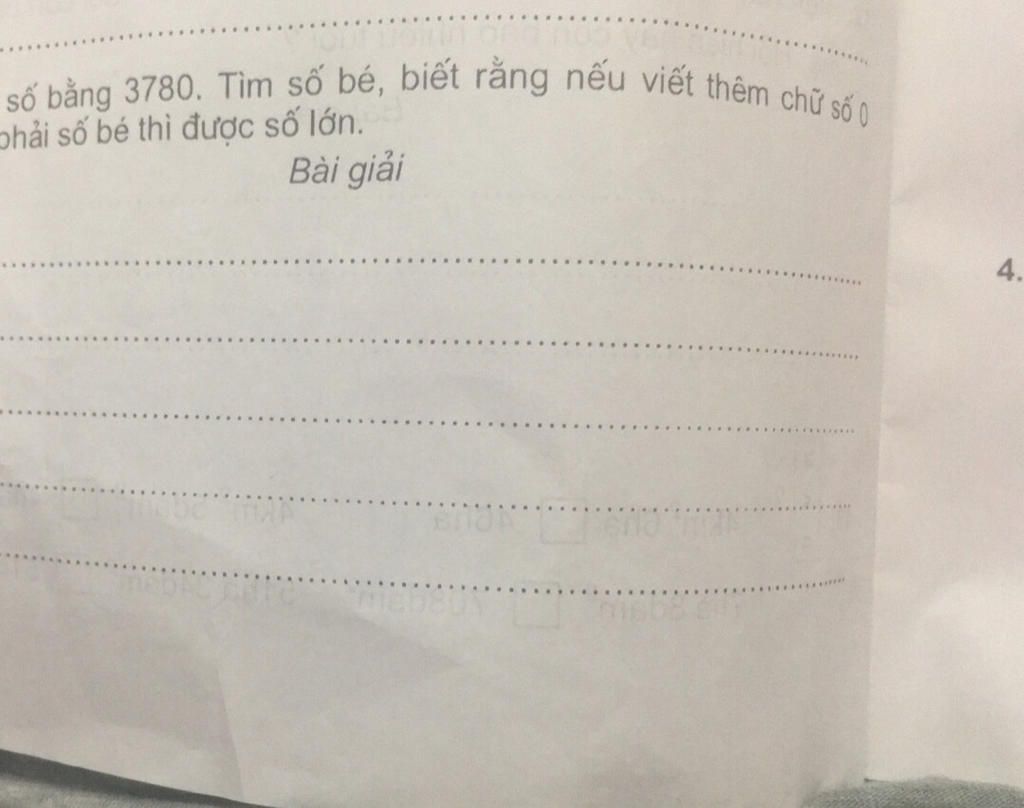 số bằng 3780. Tìm số bé, biết rằng nếu viết thêm chữ số 0
phải số bé thì được số lớn.
Bài giải
4.